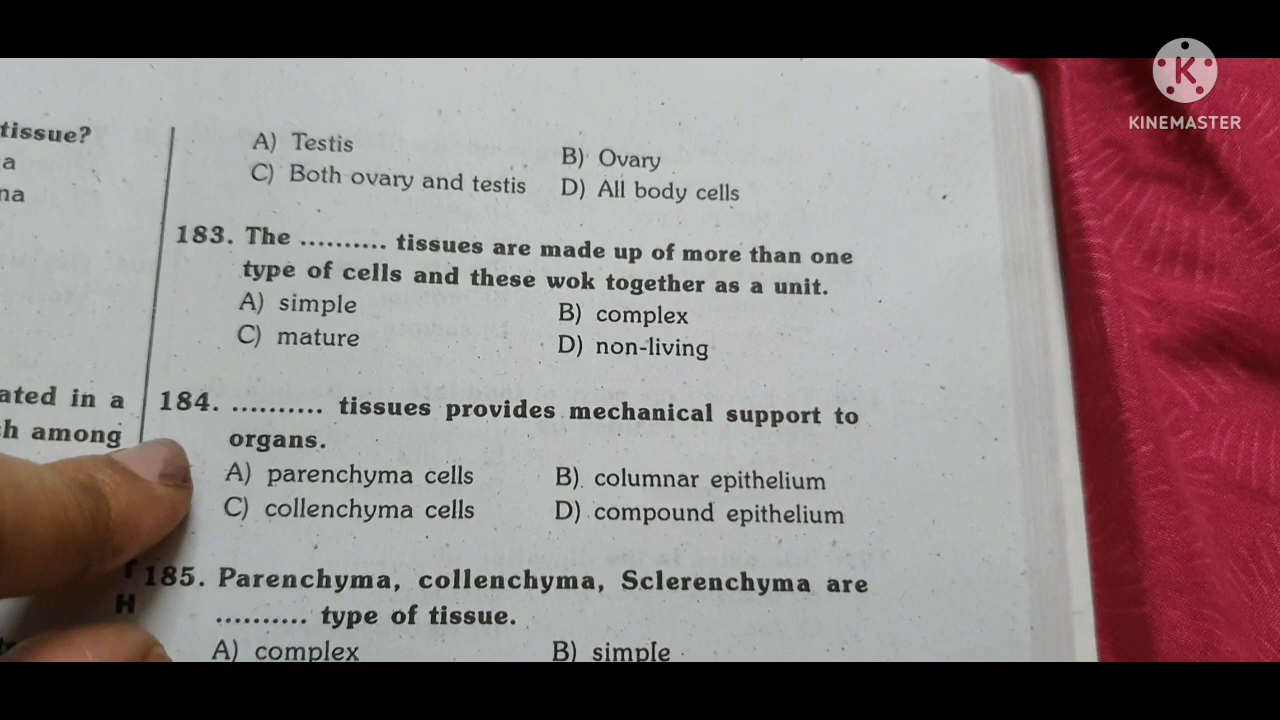 tissue?
a
na
ated in a
h among
A) Testis
B) Ovary
C) Both ovary and testis
D) All body cells
183. The .......... tissues are made up of more than one
type of cells and these wok together as a unit.
A) simple
B) complex
C) mature
D) non-living
184. .......... tissues provides mechanical support to
organs.
A) parenchyma cells
B) columnar epithelium
C) collenchyma cells
D) compound epithelium
185. Parenchyma, collenchyma, Sclerenchyma are
.......... type of tissue.
A) complex
B) simple
H
K
KINEMASTER